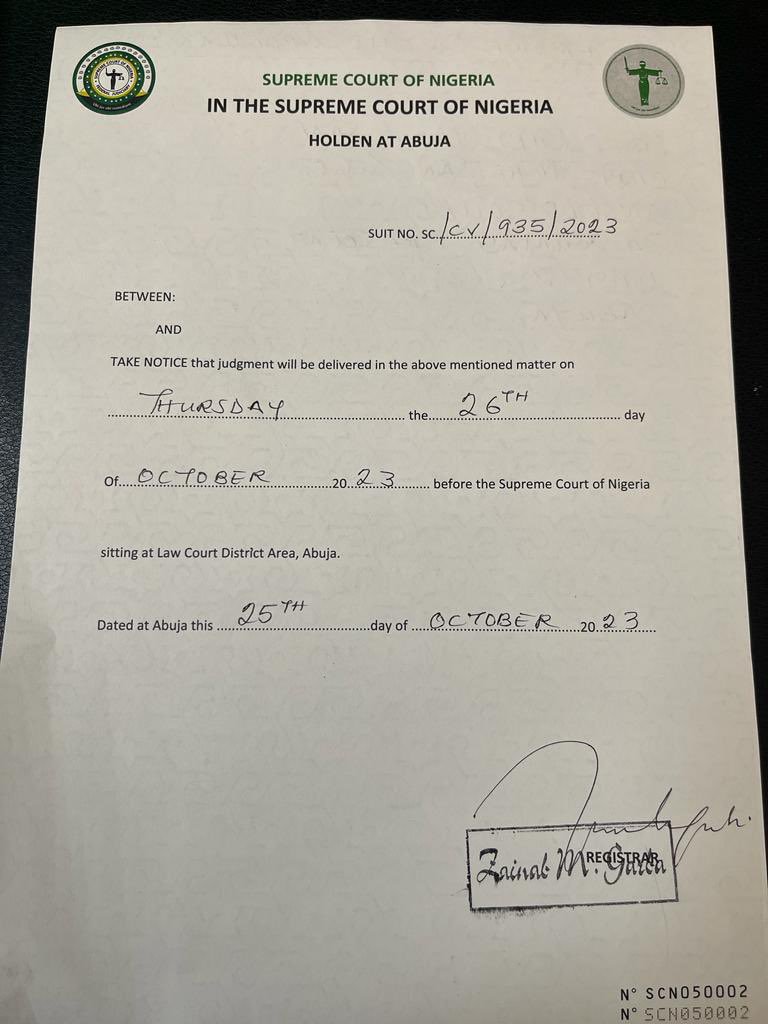 SUPREME COURT OF NIGERIA
IN THE SUPREME COURT OF NIGERIA
HOLDEN AT ABUJA
SUIT NO. SC./CV/935/2023
BETWEEN:
AND
TAKE NOTICE that judgment will be delivered in the above mentioned matter on
THURSDAY the 26TH day
Of OCTOBER 2023 before the Supreme Court of Nigeria
sitting at Law Court District Area, Abuja.
Dated at Abuja this 25TH day of OCTOBER 2023
REGISTRAR
Zainab M. Garba
N° SCN050002
N° SCN050002